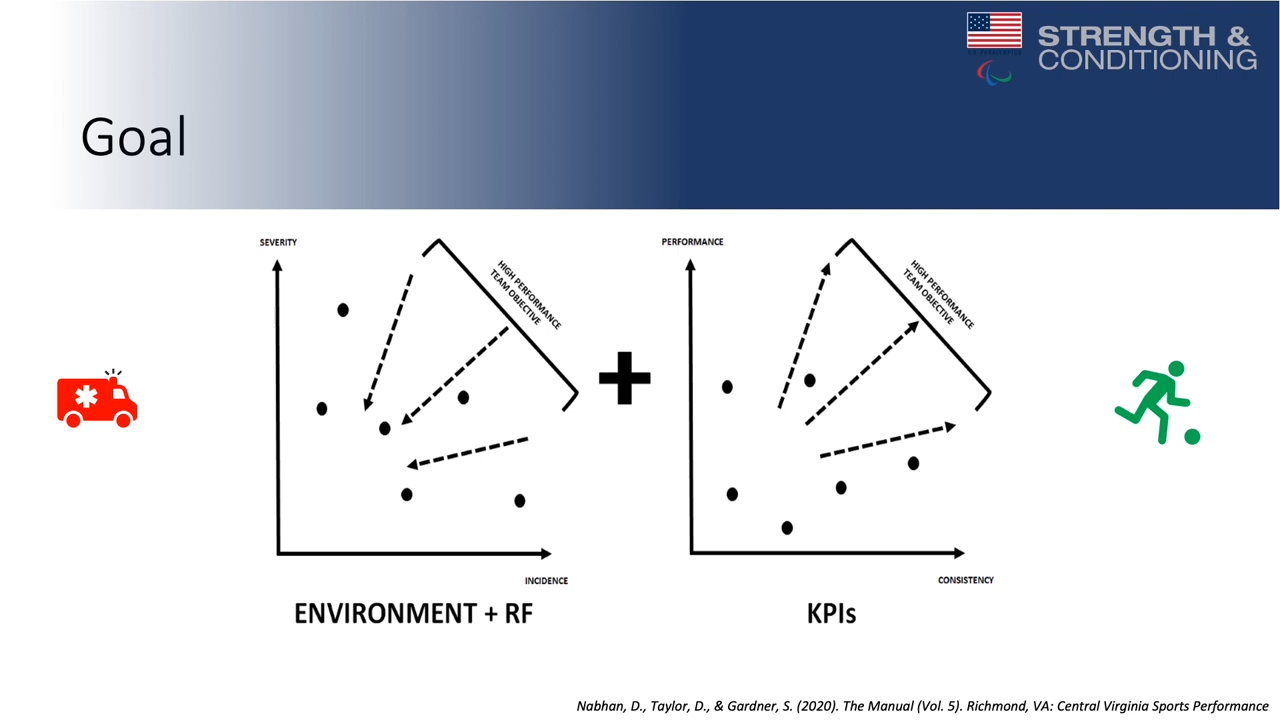 STRENGTH &
CONDITIONING
Goal
SEVERITY
HIGH PERFORMANCE
TEAM OBJECTIVE
INCIDENCE
ENVIRONMENT + RF
PERFORMANCE
HIGH PERFORMANCE
TEAM OBJECTIVE
CONSISTENCY
KPIs
Nabhan, D., Taylor, D., & Gardner, S. (2020). The Manual (Vol. 5). Richmond, VA: Central Virginia Sports Performance